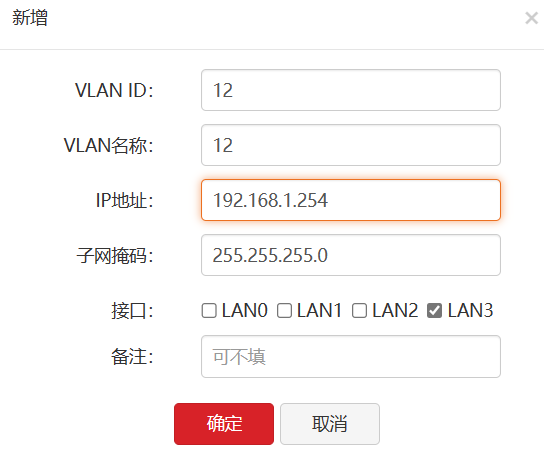 新增 ×
VLAN ID： 12
VLAN名称： 12
IP地址： 192.168.1.254
子网掩码： 255.255.255.0
接口： LAN0 LAN1 LAN2 LAN3
备注： 可不填
确定 取消